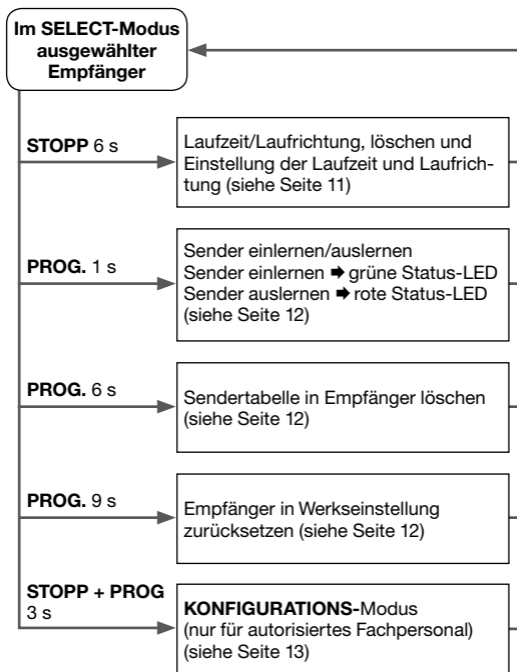 Im SELECT-Modus
ausgewählter
Empfänger
STOPP 6 s
Laufzeit/Laufrichtung, löschen und
Einstellung der Laufzeit und Laufrich-
tung (siehe Seite 11)
PROG. 1 s
Sender einlernen/auslernen
Sender einlernen ➡ grüne Status-LED
Sender auslernen ➡ rote Status-LED
(siehe Seite 12)
PROG. 6 s
Sendertabelle in Empfänger löschen
(siehe Seite 12)
PROG. 9 s
Empfänger in Werkseinstellung
zurücksetzen (siehe Seite 12)
STOPP + PROG
3 s
KONFIGURATIONS-Modus
(nur für autorisiertes Fachpersonal)
(siehe Seite 13)